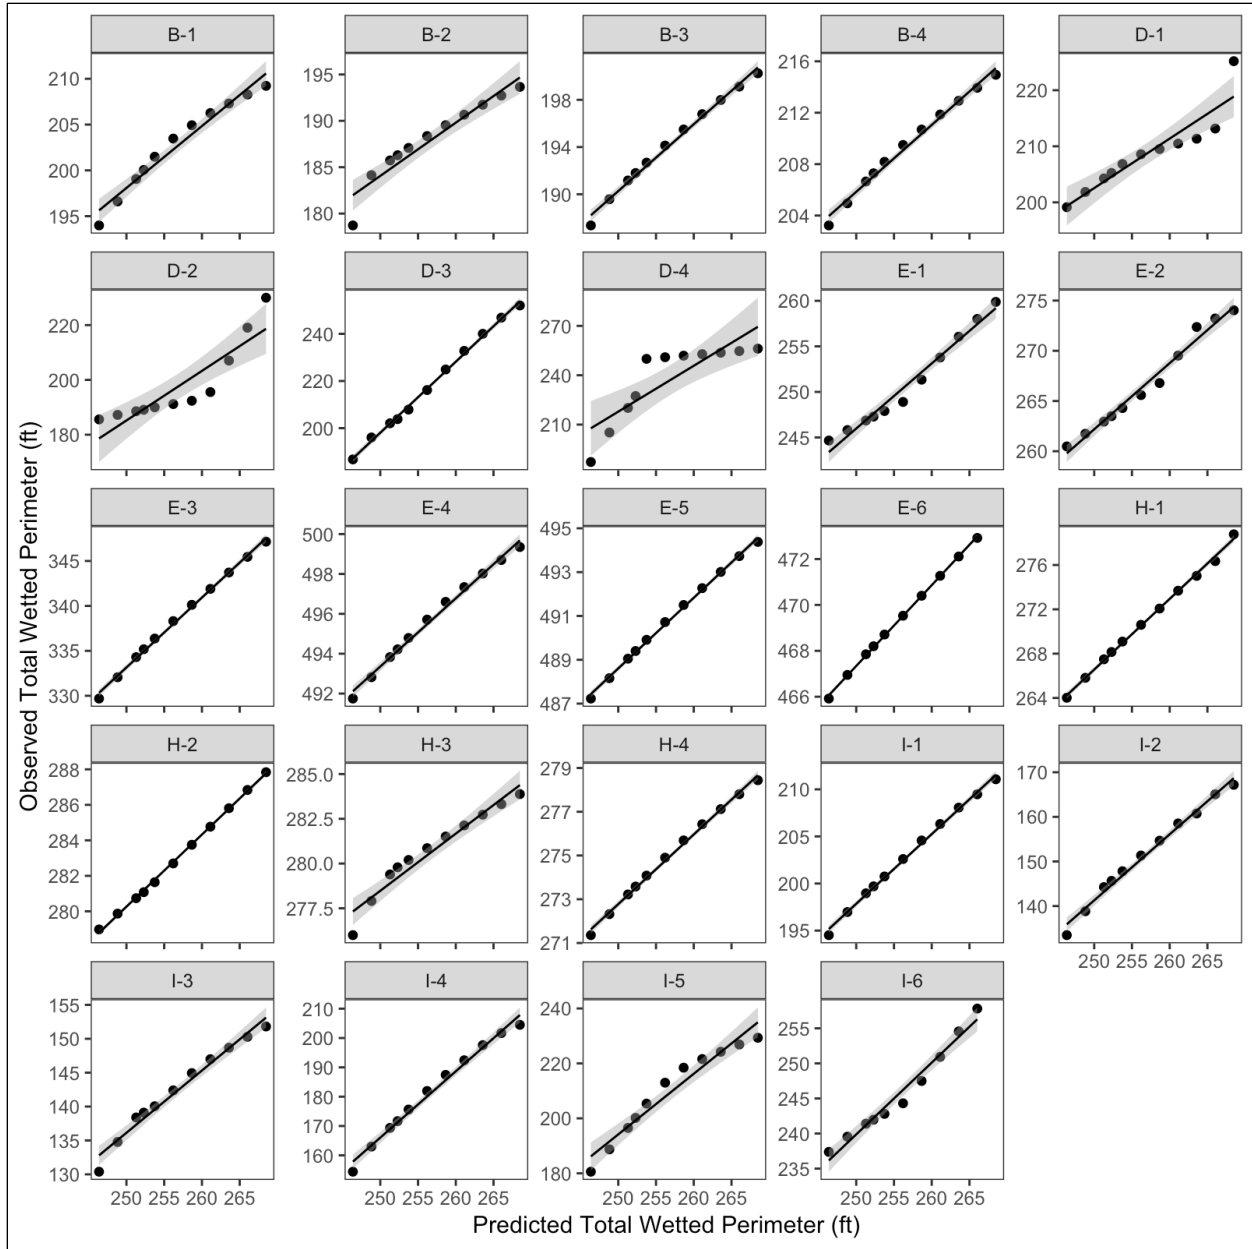 B-1 B-2 B-3 B-4 D-1
210 205 200 195
195 190 185 180
198 194 190
216 212 208 204
220 210 200
D-2 D-3 D-4 E-1 E-2
220 200 180
240 220 200
270 240 210
260 255 250 245
275 270 265 260
E-3 E-4 E-5 E-6 H-1
345 340 335 330
500 498 496 494 492
495 493 491 489 487
472 470 468 466
276 272 268 264
H-2 H-3 H-4 I-1 I-2
288 286 284 282 280
285.0 282.5 280.0 277.5
279 277 275 273 271
210 205 200 195
170 160 150 140
250 255 260 265
I-3 I-4 I-5 I-6
155 150 145 140 135 130
210 200 190 180 170 160
240 220 200 180
255 250 245 240 235
250 255 260 265 250 255 260 265 250 255 260 265 250 255 260 265
Predicted Total Wetted Perimeter (ft)
Observed Total Wetted Perimeter (ft)